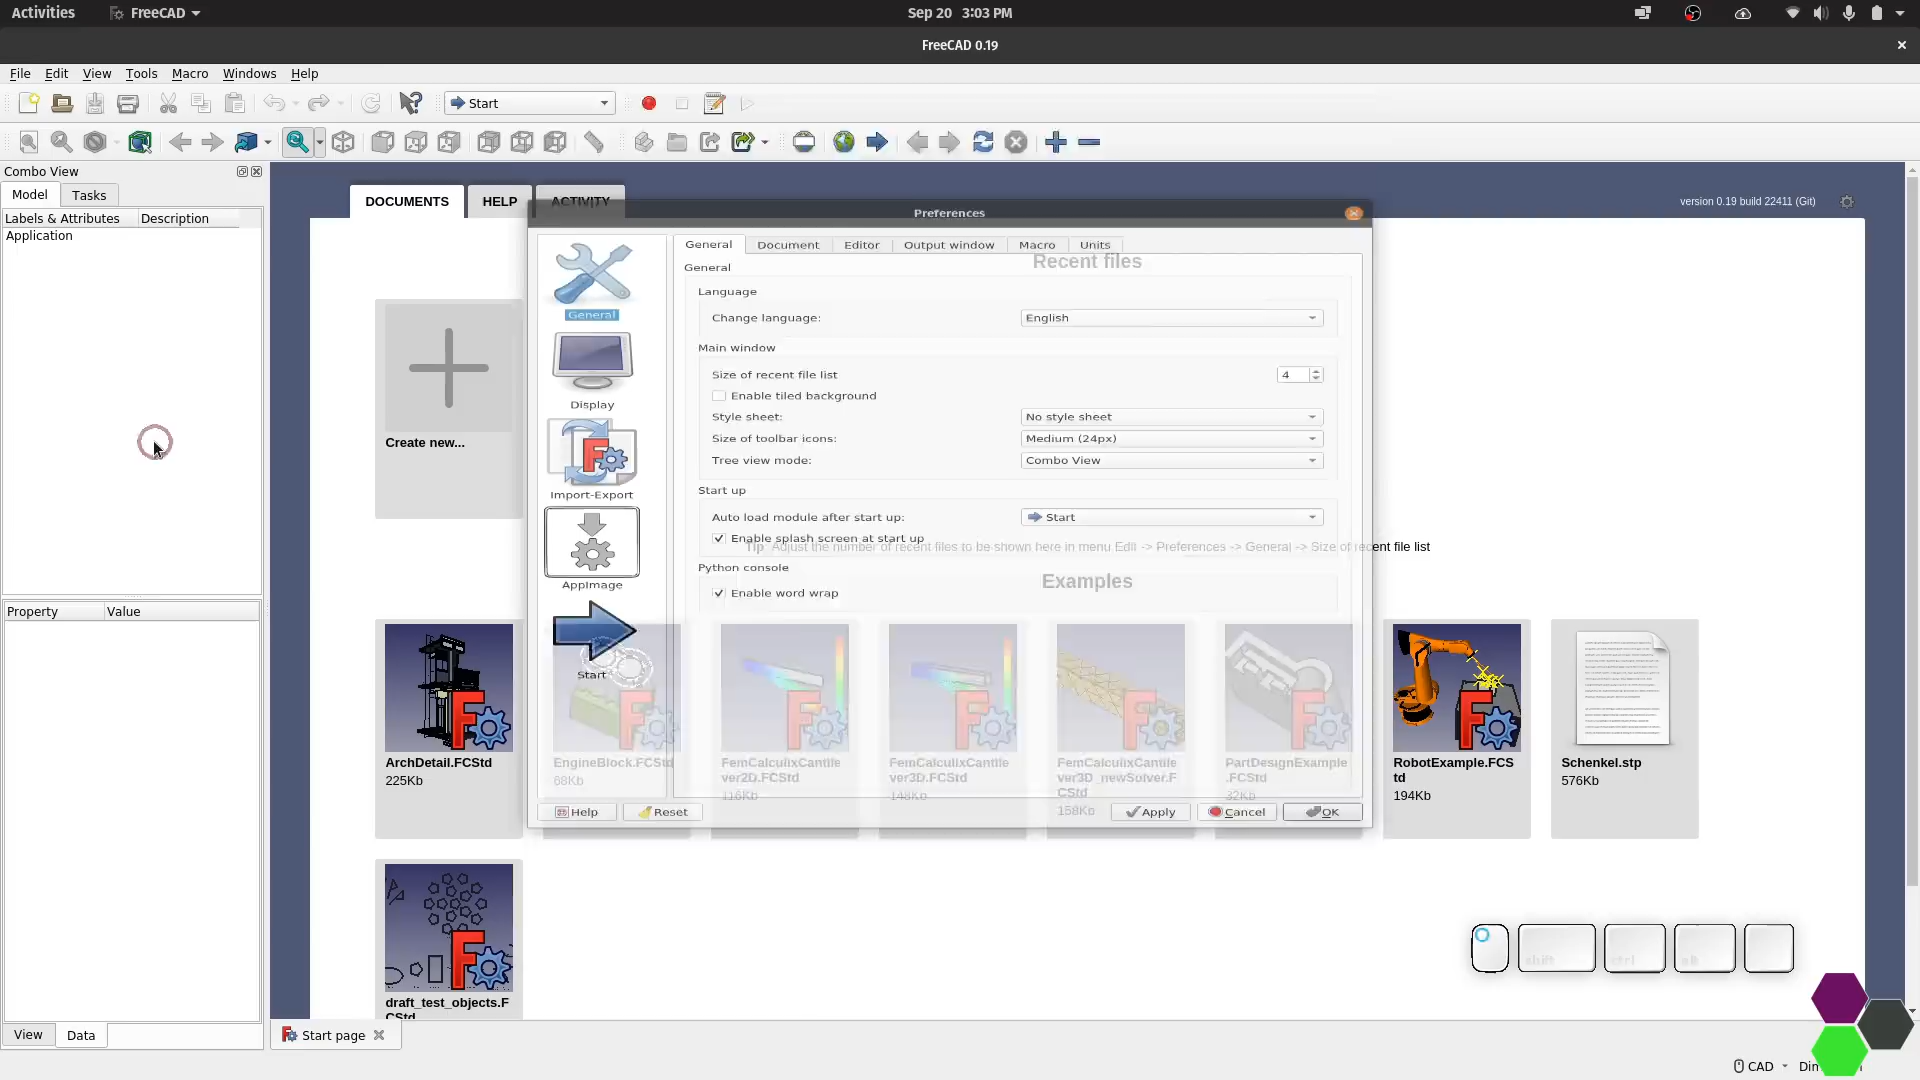 Activities
FreeCAD
Sep 20 3:03 PM
FreeCAD 0.19
File Edit View Tools Macro Windows Help
Start
Combo View
Model Tasks
Labels & Attributes Description
Application
Property Value
View Data
DOCUMENTS HELP ACTIVITY
version 0.19 build 22411 (Git)
Recent files
Create new...
Tip Adjust the number of recent files to be shown here in menu Edit -> Preferences -> General -> Size of recent file list
Examples
ArchDetail.FCStd
225Kb
EngineBlock.FCStd
68Kb
FemCalculixCantile
ver2D.FCStd
116Kb
FemCalculixCantile
ver3D.FCStd
148Kb
FemCalculixCantile
ver3D_newSolver.F
CStd
158Kb
PartDesignExample
.FCStd
32Kb
RobotExample.FCS
td
194Kb
Schenkel.stp
576Kb
draft_test_objects.F
CStd
Preferences
General
Display
Import-Export
AppImage
Start
General Document Editor Output window Macro Units
General
Language
Change language: English
Main window
Size of recent file list 4
Enable tiled background
Style sheet: No style sheet
Size of toolbar icons: Medium (24px)
Tree view mode: Combo View
Start up
Auto load module after start up: Start
Enable splash screen at start up
Python console
Enable word wrap
Help Reset Apply Cancel OK
shift ctrl alt
Start page
CAD